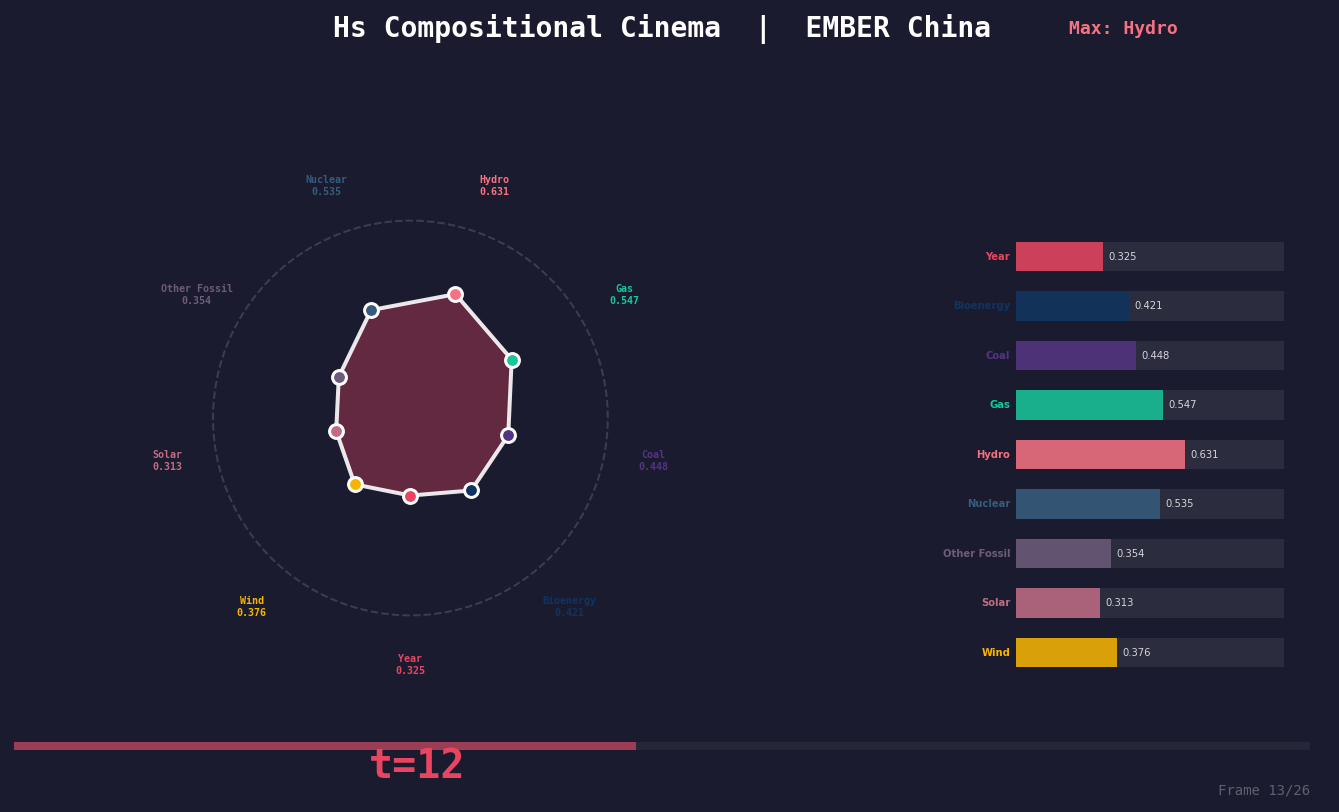 Hs Compositional Cinema  |  EMBER China
Max: Hydro
Nuclear
0.535
Hydro
0.631
Other Fossil
0.354
Gas
0.547
Solar
0.313
Coal
0.448
Wind
0.376
Bioenergy
0.421
Year
0.325
Year 0.325
Bioenergy 0.421
Coal 0.448
Gas 0.547
Hydro 0.631
Nuclear 0.535
Other Fossil 0.354
Solar 0.313
Wind 0.376
t=12
Frame 13/26